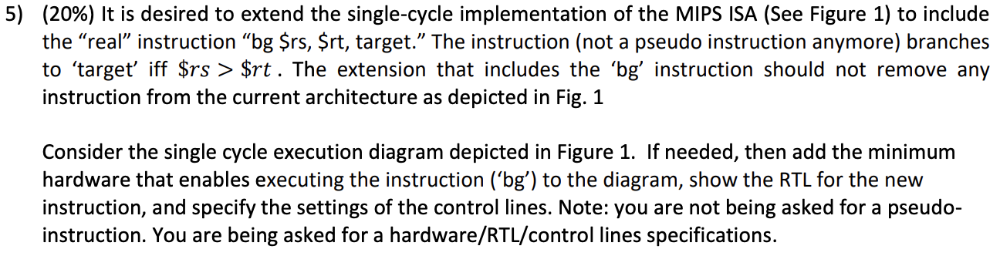 5) (20%) It is desired to extend the single-cycle implementation of the MIPS ISA (See Figure 1) to include
the “real” instruction “bg $rs, $rt, target.” The instruction (not a pseudo instruction anymore) branches
to ‘target’ iff $rs > $rt . The extension that includes the ‘bg’ instruction should not remove any
instruction from the current architecture as depicted in Fig. 1
Consider the single cycle execution diagram depicted in Figure 1. If needed, then add the minimum
hardware that enables executing the instruction (‘bg’) to the diagram, show the RTL for the new
instruction, and specify the settings of the control lines. Note: you are not being asked for a pseudo-
instruction. You are being asked for a hardware/RTL/control lines specifications.